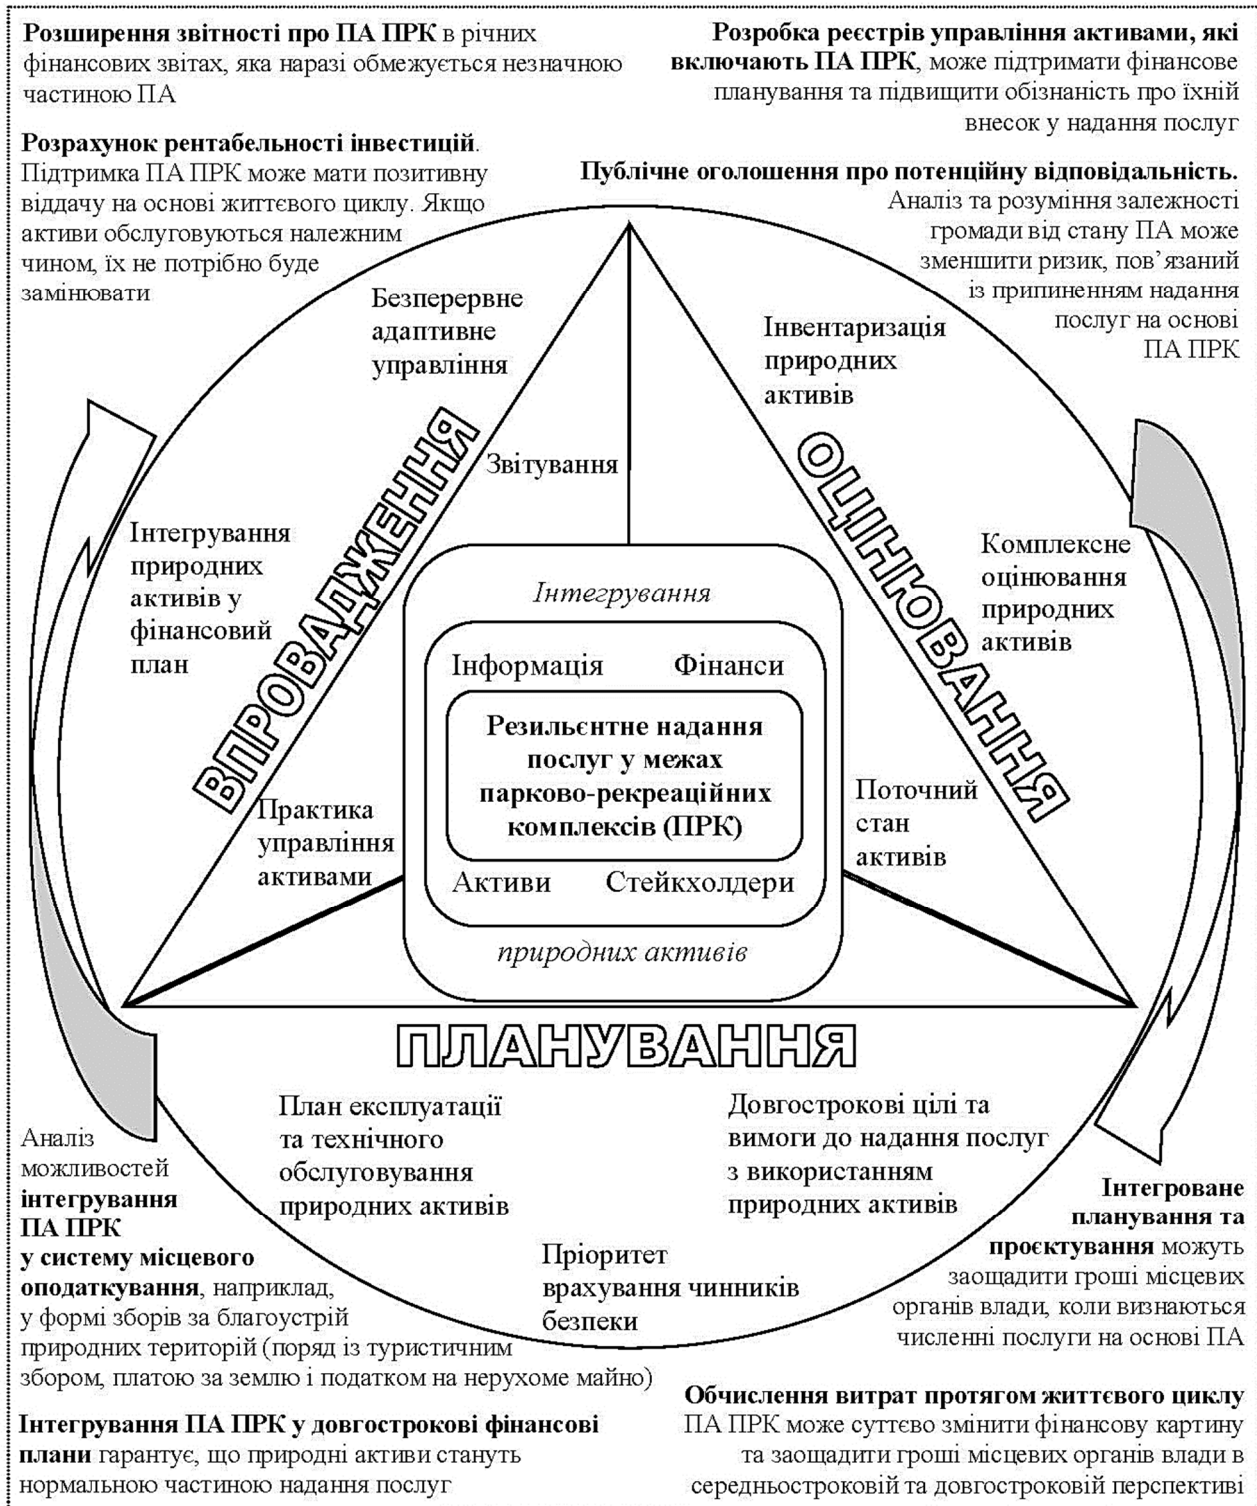 Розширення звітності про ПА ПРК в річних
фінансових звітах, яка наразі обмежується незначною
частиною ПА
Розробка реєстрів управління активами, які
включають ПА ПРК, може підтримати фінансове
планування та підвищити обізнаність про їхній
внесок у надання послуг
Розрахунок рентабельності інвестицій.
Підтримка ПА ПРК може мати позитивну
віддачу на основі життєвого циклу. Якщо
активи обслуговуються належним
чином, їх не потрібно буде
замінювати
Публічне оголошення про потенційну відповідальність.
Аналіз та розуміння залежності
громади від стану ПА може
зменшити ризик, пов’язаний
із припиненням надання
послуг на основі
ПА ПРК
Безперервне
адаптивне
управління
Інвентаризація
природних
активів
ВПРОВАДЖЕННЯ
Звітування
ОЦІНЮВАННЯ
Інтегрування
природних
активів у
фінансовий
план
Комплексне
оцінювання
природних
активів
Інтегрування
Інформація Фінанси
Резильєнтне надання
послуг у межах
парково-рекреаційних
комплексів (ПРК)
Активи Стейкхолдери
природних активів
Практика
управління
активами
Поточний
стан
активів
ПЛАНУВАННЯ
План експлуатації
та технічного
обслуговування
природних активів
Довгострокові цілі та
вимоги до надання послуг
з використанням
природних активів
Пріоритет
врахування чинників
безпеки
Аналіз
можливостей
інтегрування
ПА ПРК
у систему місцевого
оподаткування, наприклад,
у формі зборів за благоустрій
природних територій (поряд із туристичним
збором, платою за землю і податком на нерухоме майно)
Інтегроване
планування та
проєктування можуть
заощадити гроші місцевих
органів влади, коли визнаються
численні послуги на основі ПА
Інтегрування ПА ПРК у довгострокові фінансові
плани гарантує, що природні активи стануть
нормальною частиною надання послуг
Обчислення витрат протягом життєвого циклу
ПА ПРК може суттєво змінити фінансову картину
та заощадити гроші місцевих органів влади в
середньостроковій та довгостроковій перспективі